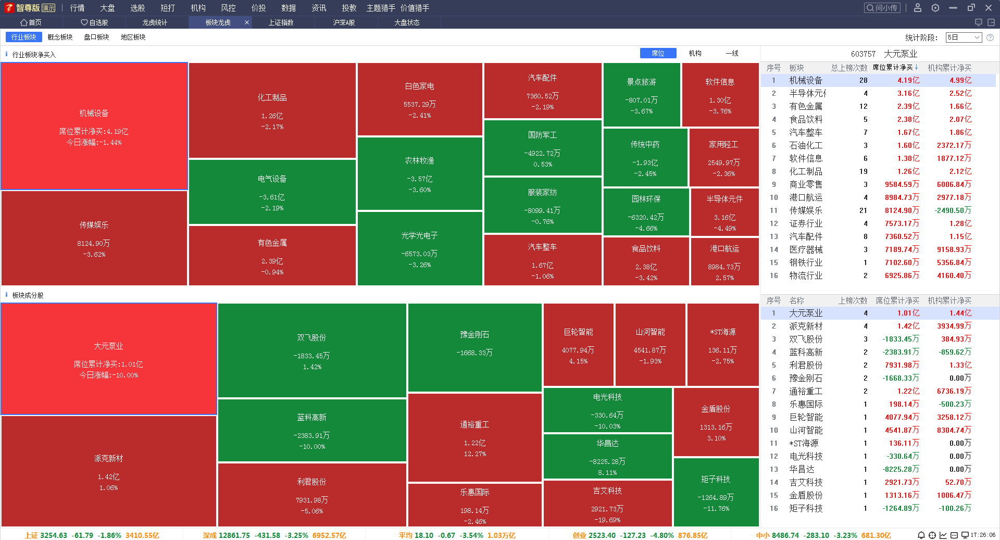 智尊版 演示 行情 大盘 选股 短打 机构 风控 价投 数据 资讯 投教 主题猎手 价值猎手 问小传
首页 自选股 龙虎统计 板块龙虎 × 上证指数 沪深A股 大盘状态
行业板块 概念板块 盘口板块 地区板块 统计阶段: 5日
行业板块净买入 席位 机构 一线
机械设备
席位累计净买:4.19亿
今日涨幅:-1.44%
传媒娱乐
8124.90万
-3.62%
化工制品
1.26亿
-2.17%
电气设备
-3.61亿
-2.19%
有色金属
2.39亿
-0.94%
白色家电
5537.29万
-2.41%
农林牧渔
-3.57亿
-3.60%
光学光电子
-6573.03万
-3.26%
汽车配件
7360.52万
-2.19%
国防军工
-4922.72万
0.53%
服装家纺
-8099.41万
-0.76%
汽车整车
1.67亿
-1.06%
景点旅游
-807.01万
-3.67%
软件信息
1.30亿
-3.76%
传统中药
-1.93亿
-2.45%
家用轻工
2549.97万
-2.36%
园林环保
-6320.42万
-4.66%
半导体元件
3.16亿
-4.49%
食品饮料
2.38亿
-3.42%
港口航运
8984.73万
2.57%
板块成分股
大元泵业
席位累计净买:1.01亿
今日涨幅:-10.00%
派克新材
1.42亿
1.06%
双飞股份
-1833.45万
1.42%
蓝科高新
-2383.91万
-10.00%
利君股份
7931.98万
-5.06%
豫金刚石
-1668.33万
通裕重工
1.22亿
12.27%
乐惠国际
198.14万
-2.46%
巨轮智能
4077.94万
4.15%
山河智能
4541.87万
-1.93%
*ST海源
136.11万
-2.75%
电光科技
-330.64万
-10.03%
华昌达
-8225.28万
8.11%
吉艾科技
2921.73万
-19.69%
金盾股份
1313.16万
3.10%
矩子科技
-1264.89万
-11.76%
603757 大元泵业
序号 板块 总上榜次数 席位累计净买↓ 机构累计净买
1 机械设备 28 4.19亿 4.99亿
2 半导体元件 4 3.16亿 2.52亿
3 有色金属 12 2.39亿 1.66亿
4 食品饮料 5 2.38亿 2.07亿
5 汽车整车 7 1.67亿 1.86亿
6 石油化工 3 1.60亿 2372.17万
7 软件信息 6 1.30亿 1877.12万
8 化工制品 19 1.26亿 2.12亿
9 商业零售 3 9584.59万 6006.84万
10 港口航运 4 8984.73万 2977.18万
11 传媒娱乐 21 8124.90万 -2490.50万
12 证券行业 4 7573.17万 1.28亿
13 汽车配件 8 7360.52万 1.15亿
14 医疗器械 3 7189.74万 9158.93万
15 钢铁行业 1 7102.60万 5356.84万
16 物流行业 2 6925.86万 4160.40万
序号 名称 上榜次数 席位累计净买 机构累计净买
1 大元泵业 4 1.01亿 1.44亿
2 派克新材 4 1.42亿 3934.99万
3 双飞股份 3 -1833.45万 384.93万
4 蓝科高新 2 -2383.91万 -859.62万
5 利君股份 2 7931.98万 1.33亿
6 豫金刚石 2 -1668.33万 0.00万
7 通裕重工 2 1.22亿 6736.19万
8 乐惠国际 1 198.14万 -500.23万
9 巨轮智能 1 4077.94万 3258.12万
10 山河智能 1 4541.87万 8304.74万
11 *ST海源 1 136.11万 0.00万
12 电光科技 1 -330.64万 0.00万
13 华昌达 1 -8225.28万 0.00万
14 吉艾科技 1 2921.73万 52.70万
15 金盾股份 1 1313.16万 1006.47万
16 矩子科技 1 -1264.89万 -100.26万
上证 3254.63 -61.79 -1.86% 3410.55亿 深成 12861.75 -431.58 -3.25% 6952.57亿 平均 18.10 -0.67 -3.54% 1.03万亿 创业 2523.40 -127.23 -4.80% 876.85亿 中小 8486.74 -283.10 -3.23% 681.30亿 17:26:06